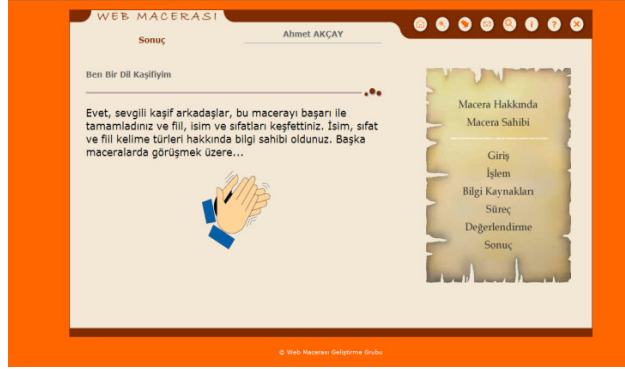 WEB MACERASI
Sonuç
Ahmet AKÇAY
Ben Bir Dil Kaşifiyim
Evet, sevgili kaşif arkadaşlar, bu macerayı başarı ile
tamamladınız ve fiil, isim ve sıfatları keşfettiniz. İsim, sıfat
ve fiil kelime türleri hakkında bilgi sahibi oldunuz. Başka
maceralarda görüşmek üzere...
Macera Hakkında
Macera Sahibi
Giriş
İşlem
Bilgi Kaynakları
Süreç
Değerlendirme
Sonuç
© Web Macerası Geliştirme Grubu